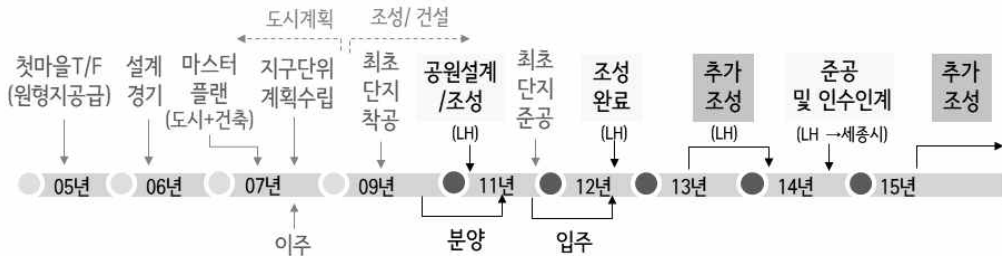 도시계획 조성/ 건설
첫마을T/F
(원형지공급)
설계
경기
마스터
플랜
(도시+건축)
지구단위
계획수립
최초
단지
착공
공원설계
/조성
(LH)
최초
단지
준공
조성
완료
(LH)
추가
조성
(LH)
준공
및 인수인계
(LH →세종시)
추가
조성
05년 06년 07년 09년 11년 12년 13년 14년 15년
이주
분양
입주